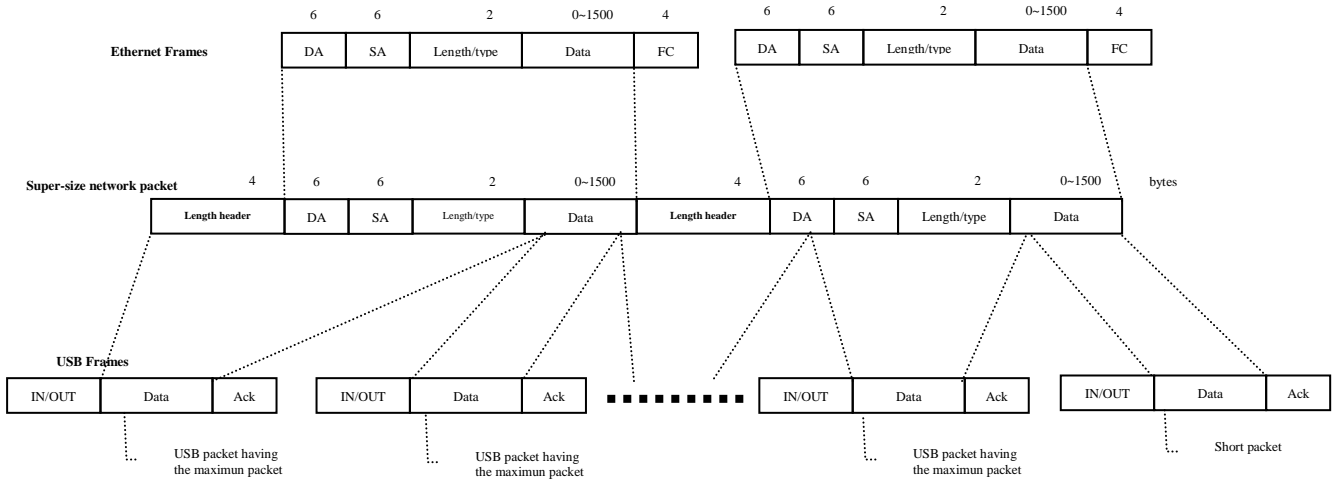 6 6 2 0~1500 4 6 6 2 0~1500 4
Ethernet Frames DA SA Length/type Data FC DA SA Length/type Data FC
Super-size network packet 4 6 6 2 0~1500 4 6 6 2 0~1500 bytes
Length header DA SA Length/type Data Length header DA SA Length/type Data
USB Frames
IN/OUT Data Ack IN/OUT Data Ack IN/OUT Data Ack IN/OUT Data Ack
USB packet having
the maximun packet
USB packet having
the maximun packet
USB packet having
the maximun packet
Short packet